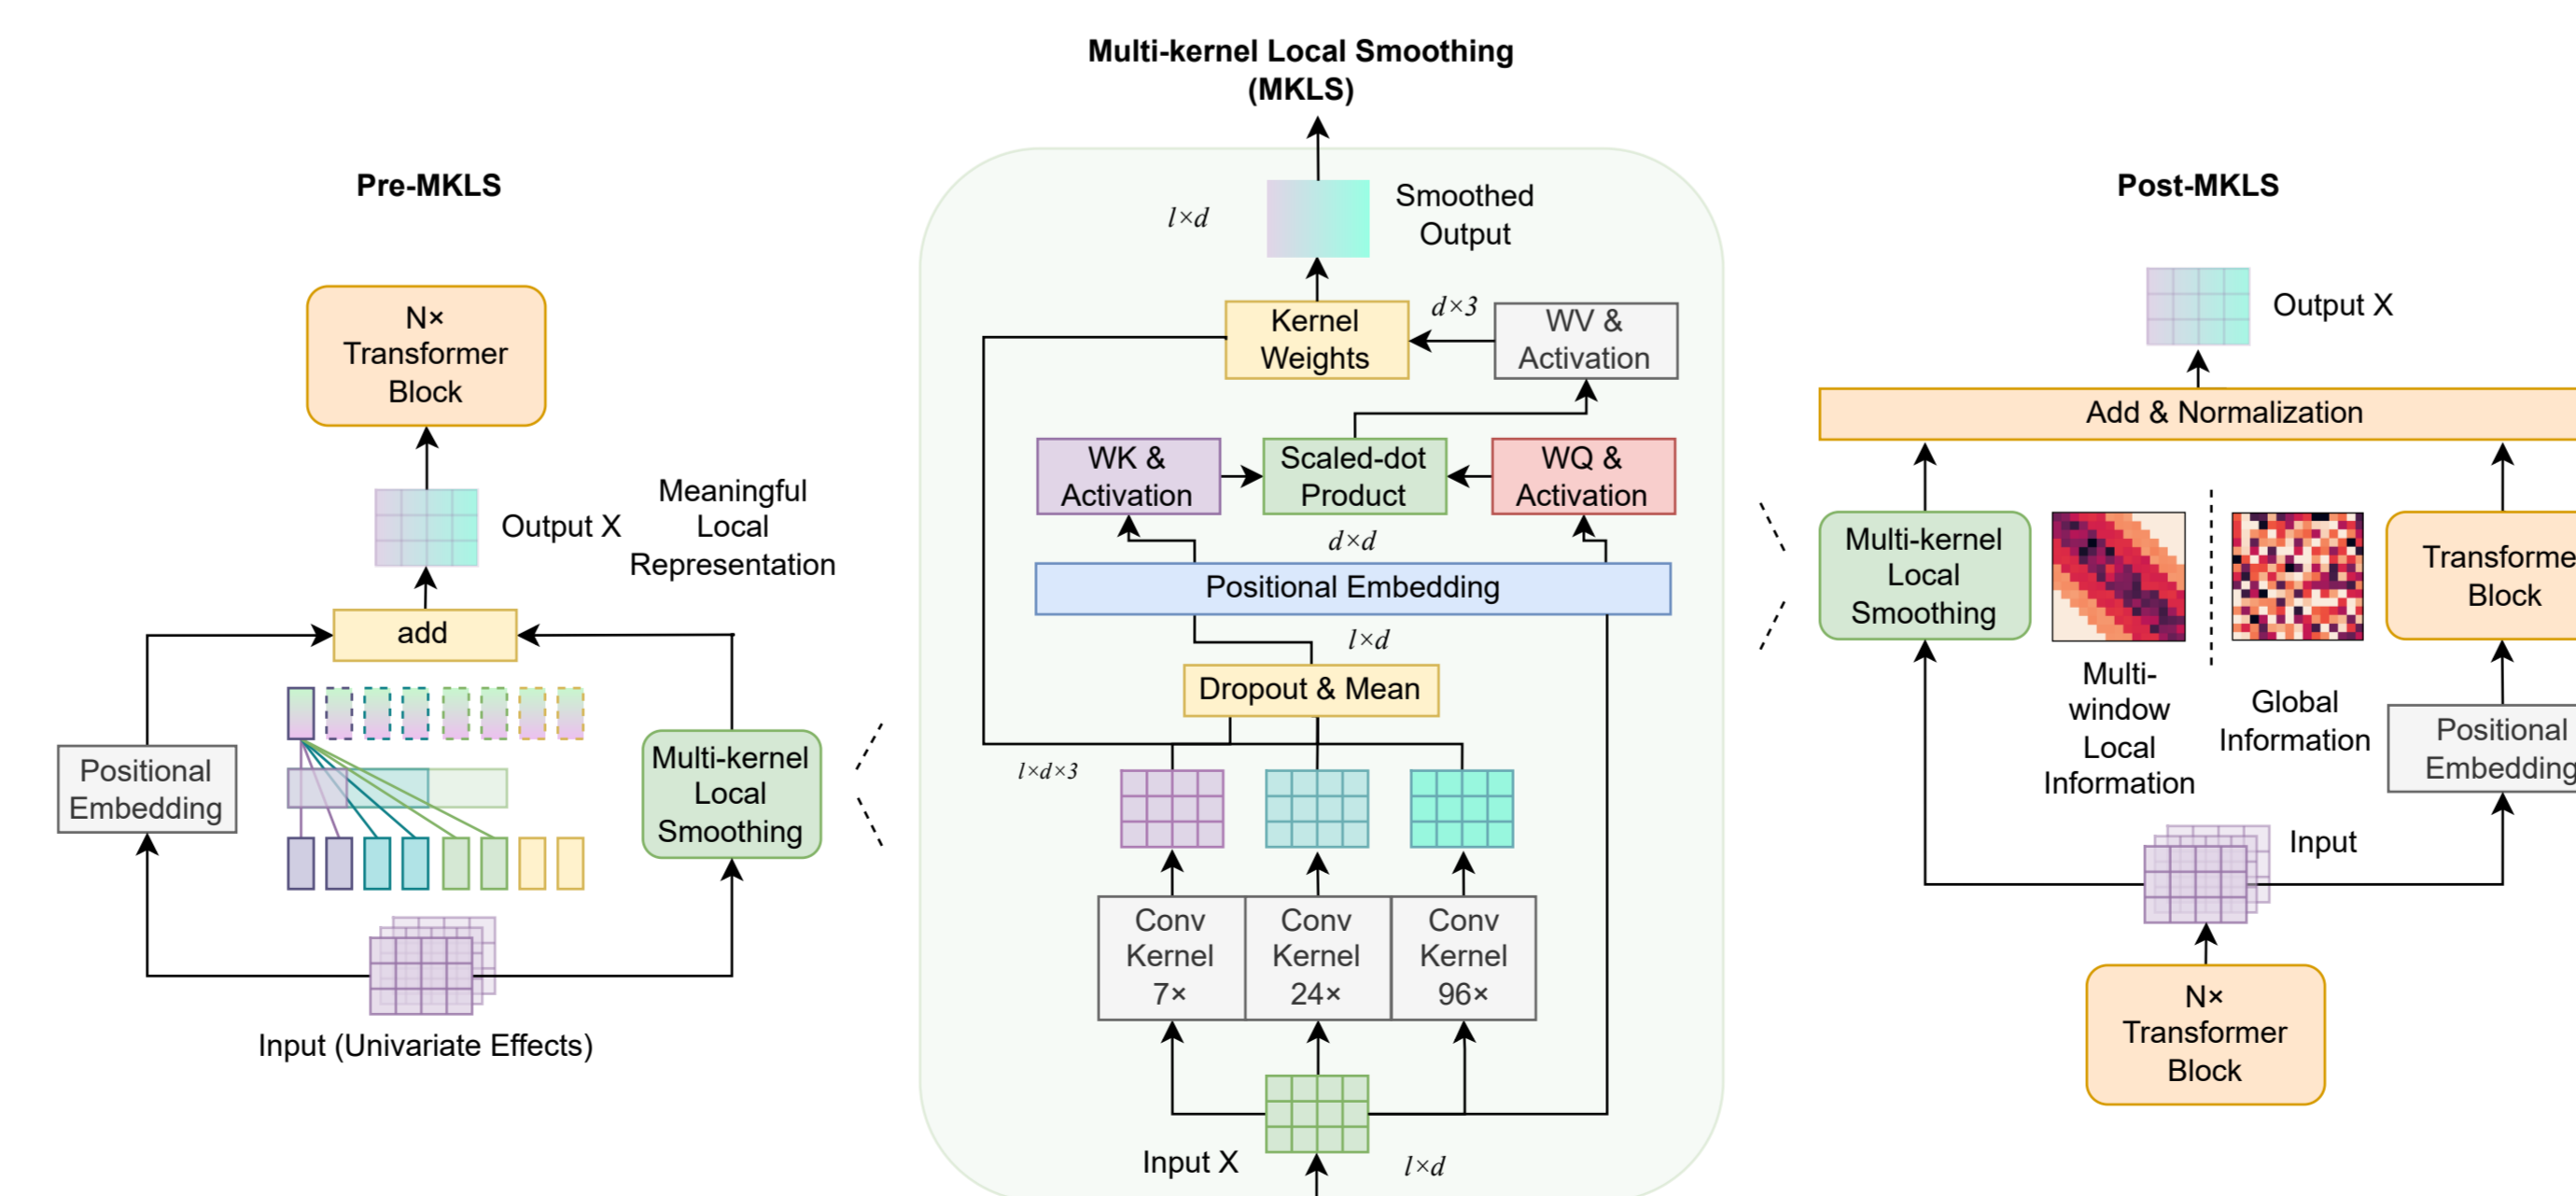 Pre-MKLS
N×
Transformer
Block
Output X
Meaningful
Local
Representation
add
Positional
Embedding
Multi-kernel
Local
Smoothing
Input (Univariate Effects)
Multi-kernel Local Smoothing
(MKLS)
l×d
Smoothed
Output
Kernel
Weights
d×3
WV &
Activation
WK &
Activation
Scaled-dot
Product
WQ &
Activation
d×d
Positional Embedding
l×d
Dropout & Mean
l×d×3
Conv
Kernel
7×
Conv
Kernel
24×
Conv
Kernel
96×
Input X
l×d
Post-MKLS
Output X
Add & Normalization
Multi-kernel
Local
Smoothing
Multi-
window
Local
Information
Global
Information
Transforme
Block
Positional
Embedding
Input
N×
Transformer
Block